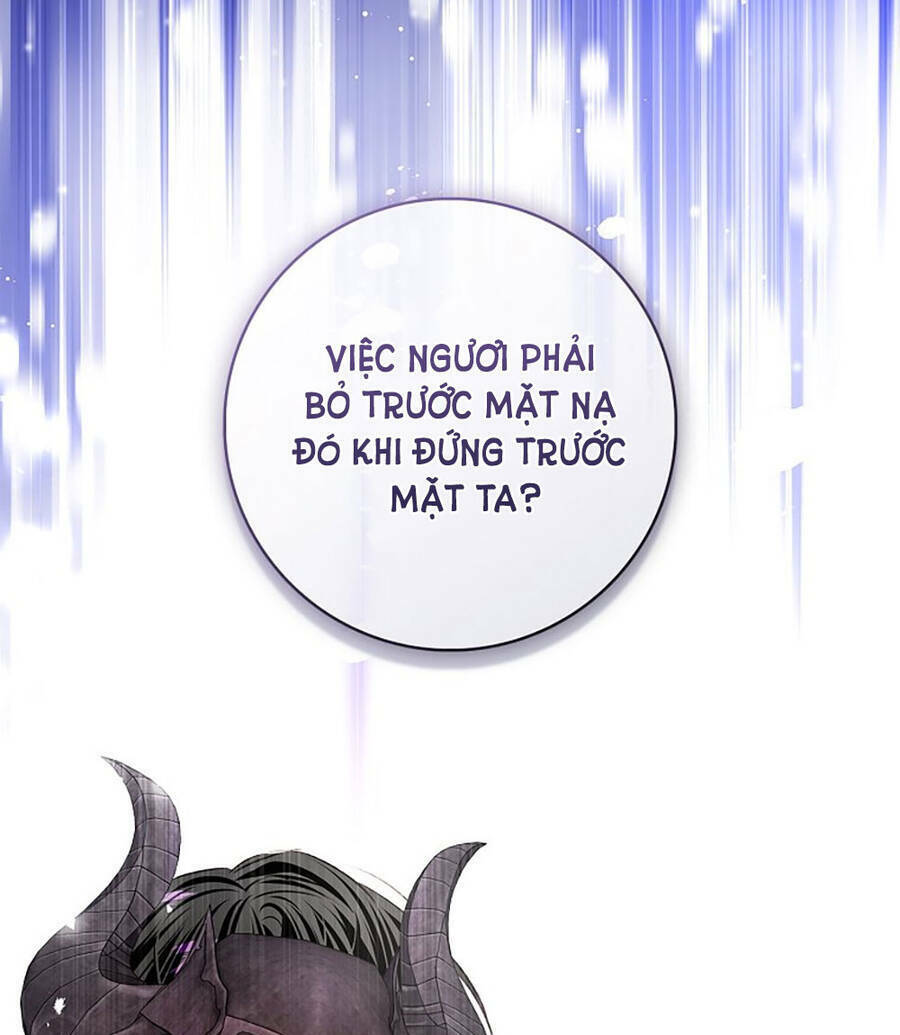 VIỆC NGƯƠI PHẢI
BỎ TRƯỚC MẶT NẠ
ĐÓ KHI ĐỨNG TRƯỚC
MẶT TA?